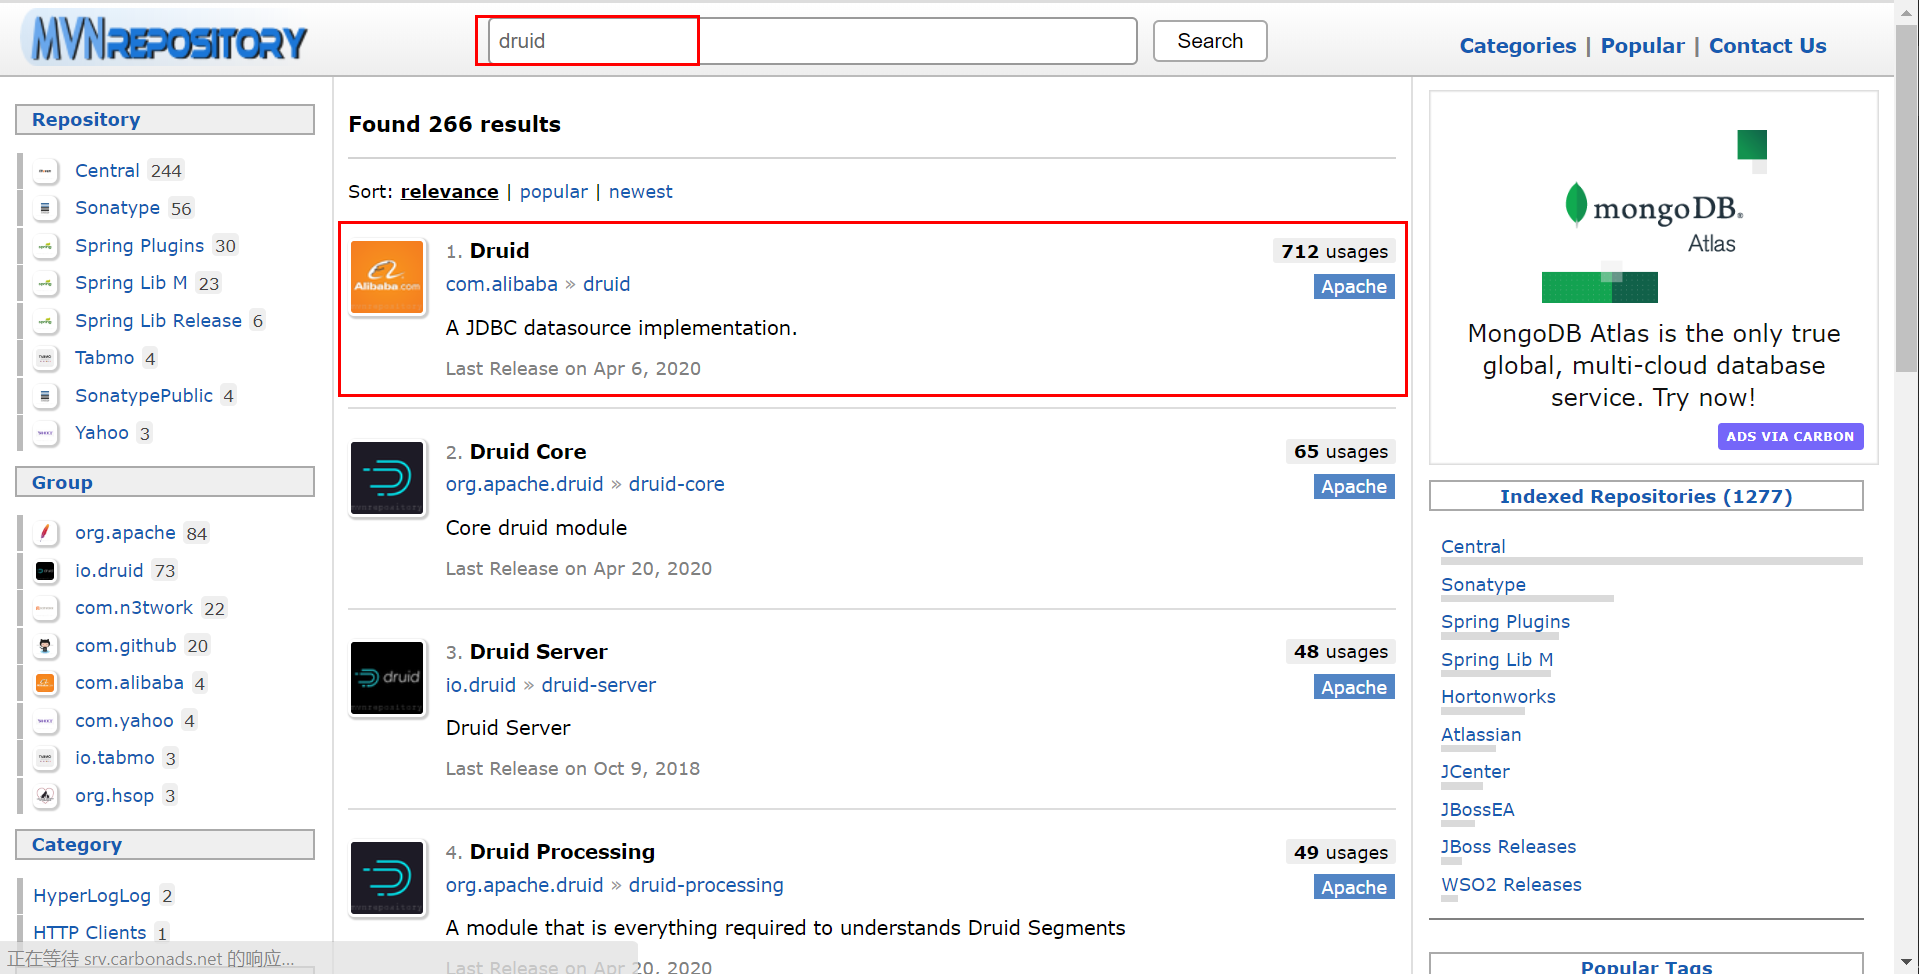 MVNREPOSITORY
druid
Search
Categories | Popular | Contact Us
Repository
Central 244
Sonatype 56
Spring Plugins 30
Spring Lib M 23
Spring Lib Release 6
Tabmo 4
SonatypePublic 4
Yahoo 3
Group
org.apache 84
io.druid 73
com.n3twork 22
com.github 20
com.alibaba 4
com.yahoo 4
io.tabmo 3
org.hsop 3
Category
HyperLogLog 2
HTTP Clients 1
正在等待 srv.carbonads.net 的响应...
Found 266 results
Sort: relevance | popular | newest
Alibaba.com
1. Druid
712 usages
com.alibaba » druid
Apache
A JDBC datasource implementation.
Last Release on Apr 6, 2020
2. Druid Core
65 usages
org.apache.druid » druid-core
Apache
Core druid module
Last Release on Apr 20, 2020
druid
3. Druid Server
48 usages
io.druid » druid-server
Apache
Druid Server
Last Release on Oct 9, 2018
4. Druid Processing
49 usages
org.apache.druid » druid-processing
Apache
A module that is everything required to understands Druid Segments
Last Release on Apr 20, 2020
mongoDB.
Atlas
MongoDB Atlas is the only true
global, multi-cloud database
service. Try now!
ADS VIA CARBON
Indexed Repositories (1277)
Central
Sonatype
Spring Plugins
Spring Lib M
Hortonworks
Atlassian
JCenter
JBossEA
JBoss Releases
WSO2 Releases
Popular Tags